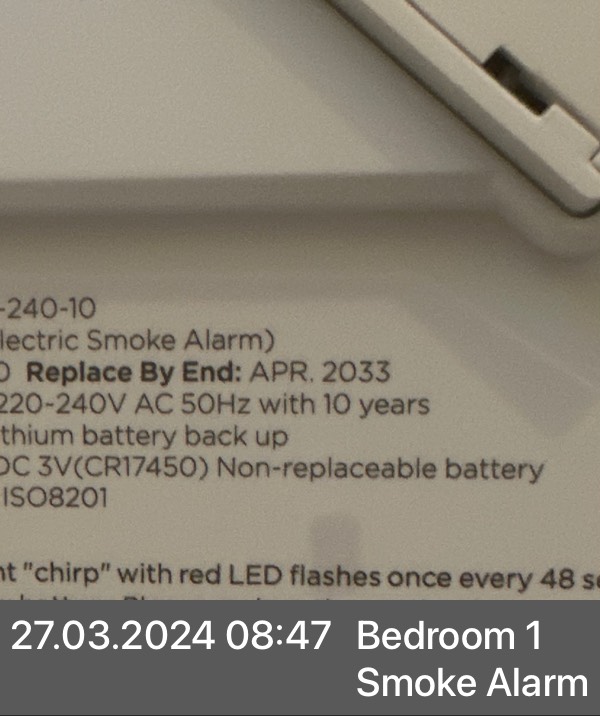 -240-10
lectric Smoke Alarm)
Replace By End: APR. 2033
220-240V AC 50Hz with 10 years
thium battery back up
DC 3V(CR17450) Non-replaceable battery
ISO8201
nt "chirp" with red LED flashes once every 48 se
27.03.2024 08:47 Bedroom 1
Smoke Alarm